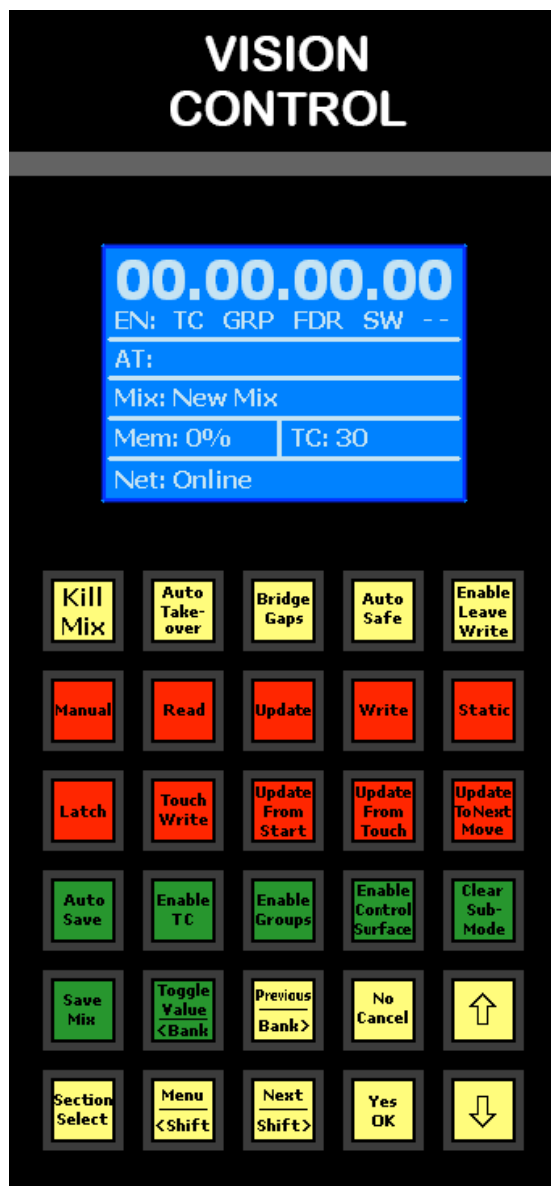 VISION
CONTROL
00.00.00.00
EN: TC GRP FDR SW --
AT:
Mix: New Mix
Mem: 0% TC: 30
Net: Online
Kill
Mix
Auto
Take-
over
Bridge
Gaps
Auto
Safe
Enable
Leave
Write
Manual
Read
Update
Write
Static
Latch
Touch
Write
Update
From
Start
Update
From
Touch
Update
ToNext
Move
Auto
Save
Enable
TC
Enable
Groups
Enable
Control
Surface
Clear
Sub-
Mode
Save
Mix
Toggle
Value
<Bank
Previous
Bank>
No
Cancel
Section
Select
Menu
<Shift
Next
Shift>
Yes
OK